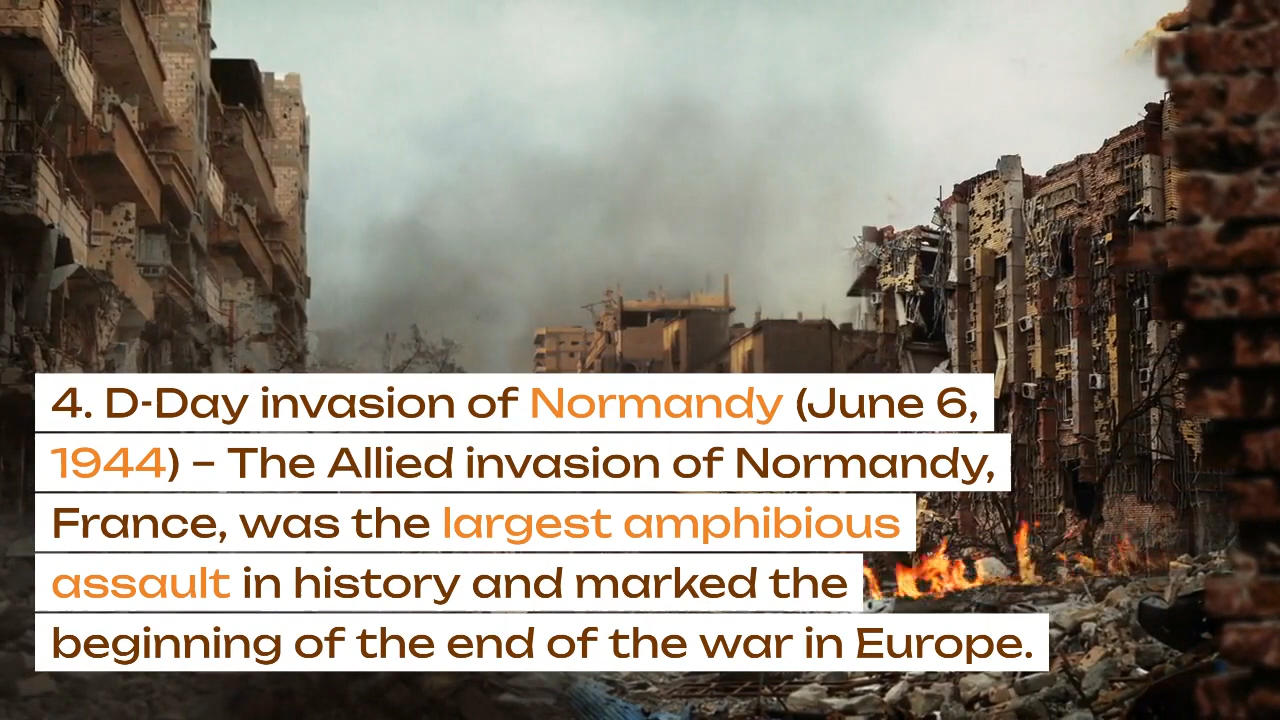 4. D-Day invasion of Normandy (June 6,
1944) – The Allied invasion of Normandy,
France, was the largest amphibious
assault in history and marked the
beginning of the end of the war in Europe.